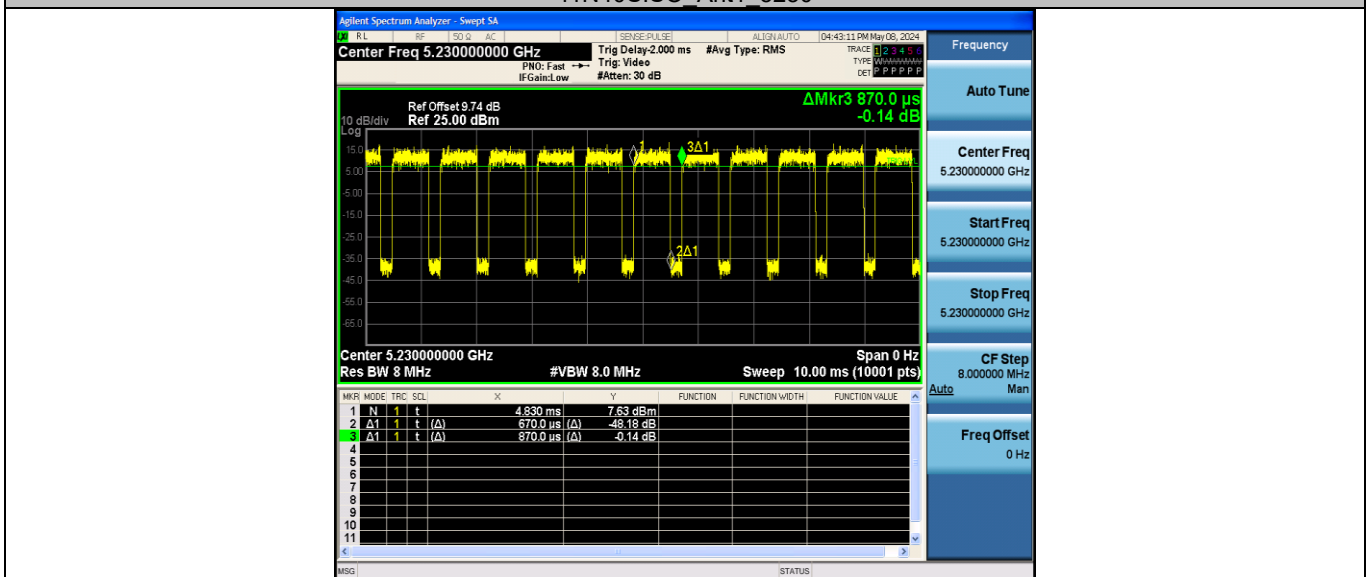 Agilent Spectrum Analyzer - Swept SA
RL RF 50 Ω AC SENSE:PULSE ALIGNAUTO 04:43:11 PM May 08, 2024
Center Freq 5.230000000 GHz
PNO: Fast
IFGain:Low
Trig Delay-2.000 ms
Trig: Video
#Atten: 30 dB
#Avg Type: RMS
TRACE 1 2 3 4 5 6
TYPE
DET P P P P P P
Ref Offset 9.74 dB
10 dB/div Ref 25.00 dBm
Log
ΔMkr3 870.0 µs
-0.14 dB
15.0
5.00
-5.00
-15.0
-25.0
-35.0
-45.0
-55.0
-65.0
1
3Δ1
2Δ1
Center 5.230000000 GHz Span 0 Hz
Res BW 8 MHz #VBW 8.0 MHz Sweep 10.00 ms (10001 pts)
MKR MODE TRC SCL X Y FUNCTION FUNCTION WIDTH FUNCTION VALUE
1 N 1 t 4.830 ms 7.63 dBm
2 Δ1 1 t (Δ) 670.0 µs (Δ) -48.18 dB
3 Δ1 1 t (Δ) 870.0 µs (Δ) -0.14 dB
4
5
6
7
8
9
10
11
MSG STATUS
Frequency
Auto Tune
Center Freq
5.230000000 GHz
Start Freq
5.230000000 GHz
Stop Freq
5.230000000 GHz
CF Step
8.000000 MHz
Auto Man
Freq Offset
0 Hz